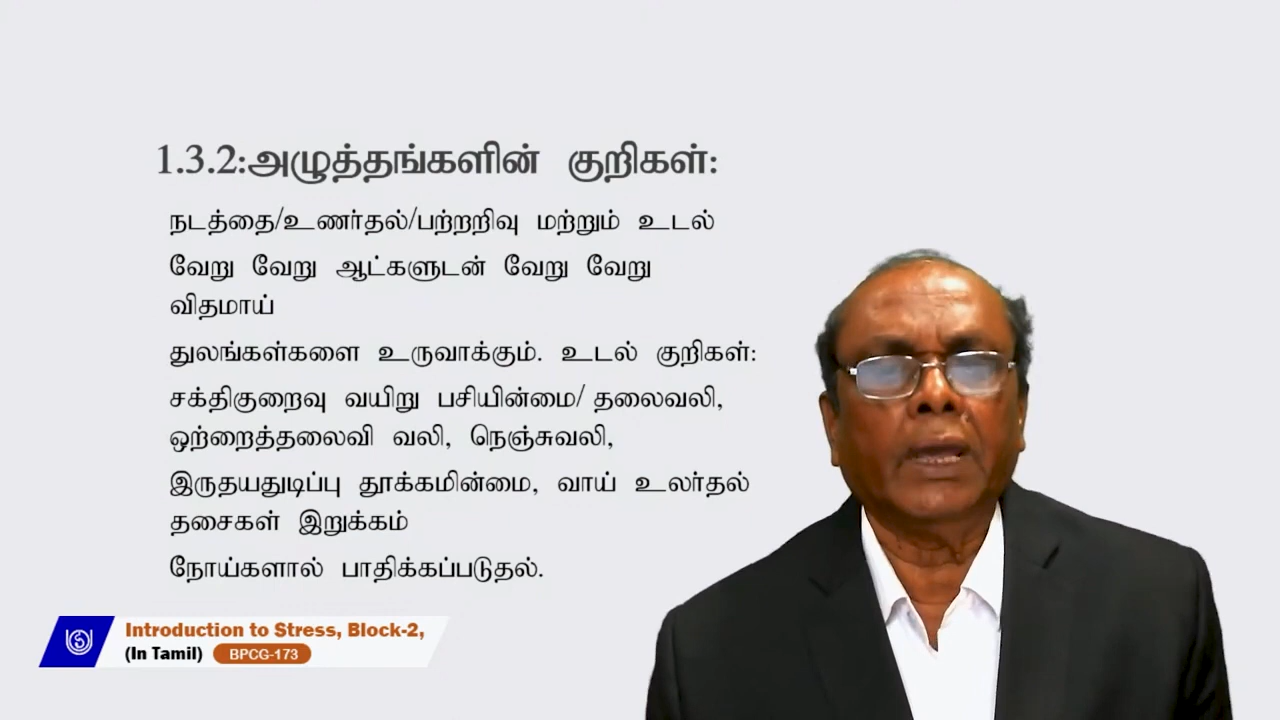 1.3.2:அழுத்தங்களின் குறிகள்:
நடத்தை/உணர்தல்/பற்றறிவு மற்றும் உடல்
வேறு வேறு ஆட்களுடன் வேறு வேறு
விதமாய்
துலங்கள்களை உருவாக்கும். உடல் குறிகள்:
சக்திகுறைவு வயிறு பசியின்மை/ தலைவலி,
ஒற்றைத்தலைவி வலி, நெஞ்சுவலி,
இருதயதுடிப்பு தூக்கமின்மை, வாய் உலர்தல்
தசைகள் இறுக்கம்
நோய்களால் பாதிக்கப்படுதல்.
Introduction to Stress, Block-2,
(In Tamil) BPCG-173